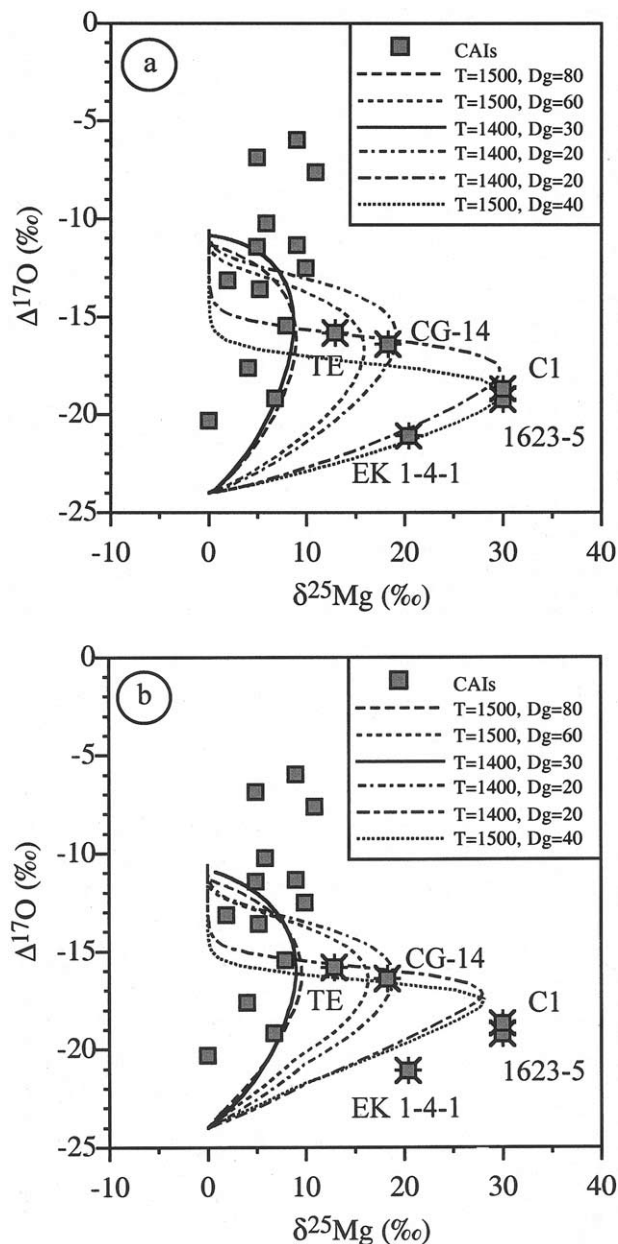 0
a
CAIs
T=1500, Dg=80
T=1500, Dg=60
-5
T=1400, Dg=30
T=1400, Dg=20
T=1400, Dg=20
T=1500, Dg=40
-10
Δ17O (‰)
-15
CG-14
TE
C1
-20
1623-5
EK 1-4-1
-25
-10 0 10 20 30 40
δ25Mg (‰)
0
b
CAIs
T=1500, Dg=80
T=1500, Dg=60
-5
T=1400, Dg=30
T=1400, Dg=20
T=1400, Dg=20
T=1500, Dg=40
-10
Δ17O (‰)
-15
CG-14
TE
C1
-20
1623-5
EK 1-4-1
-25
-10 0 10 20 30 40
δ25Mg (‰)